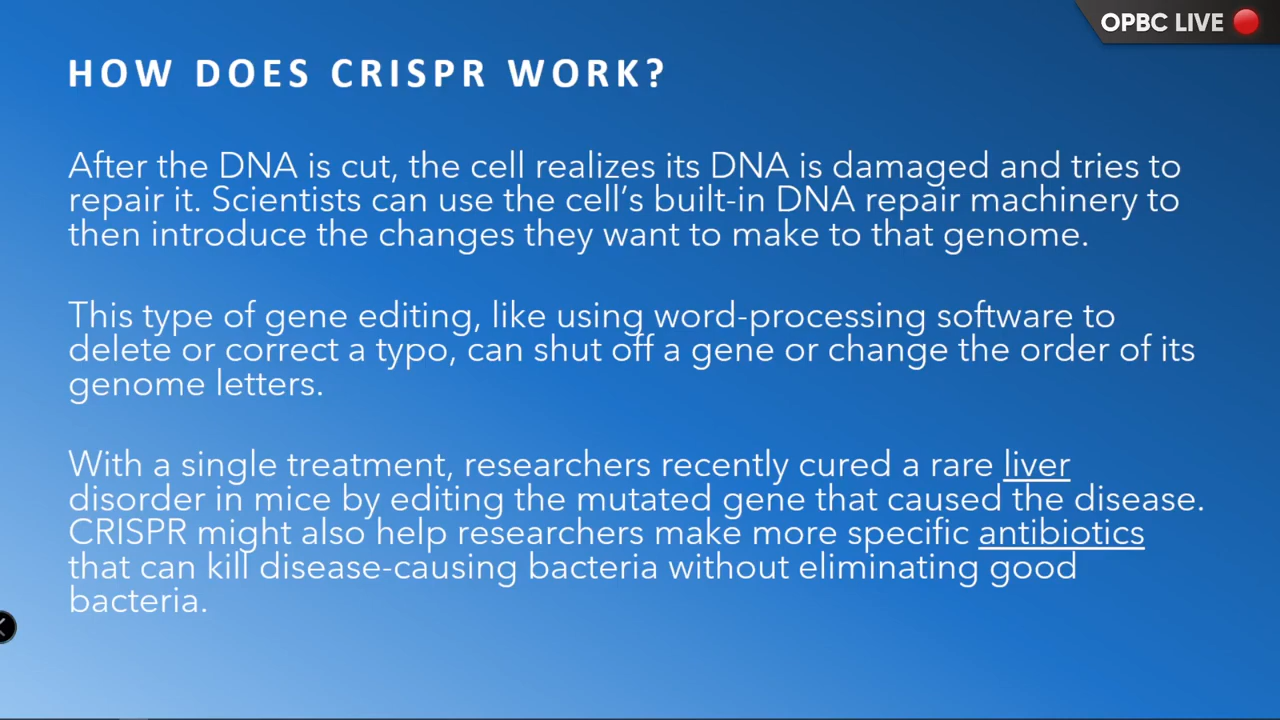 OPBC LIVE
HOW DOES CRISPR WORK?
After the DNA is cut, the cell realizes its DNA is damaged and tries to
repair it. Scientists can use the cell’s built-in DNA repair machinery to
then introduce the changes they want to make to that genome.
This type of gene editing, like using word-processing software to
delete or correct a typo, can shut off a gene or change the order of its
genome letters.
With a single treatment, researchers recently cured a rare liver
disorder in mice by editing the mutated gene that caused the disease.
CRISPR might also help researchers make more specific antibiotics
that can kill disease-causing bacteria without eliminating good
bacteria.